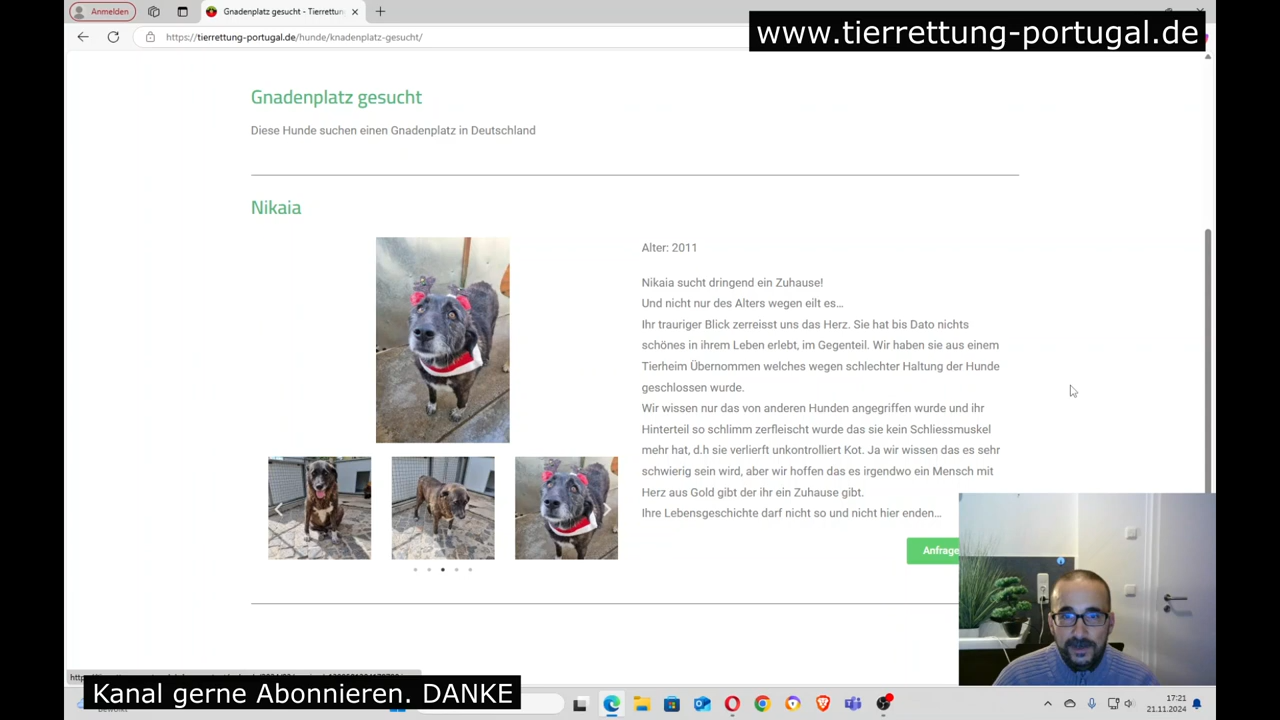 Anmelden
Gnadenplatz gesucht - Tierrettun
https://tierrettung-portugal.de/hunde/knadenplatz-gesucht/
www.tierrettung-portugal.de
Gnadenplatz gesucht
Diese Hunde suchen einen Gnadenplatz in Deutschland
Nikaia
Alter: 2011
Nikaia sucht dringend ein Zuhause!
Und nicht nur des Alters wegen eilt es...
Ihr trauriger Blick zerreisst uns das Herz. Sie hat bis Dato nichts
schönes in ihrem Leben erlebt, im Gegenteil. Wir haben sie aus einem
Tierheim Übernommen welches wegen schlechter Haltung der Hunde
geschlossen wurde.
Wir wissen nur das von anderen Hunden angegriffen wurde und ihr
Hinterteil so schlimm zerfleischt wurde das sie kein Schliessmuskel
mehr hat, d.h sie verlierft unkontrolliert Kot. Ja wir wissen das es sehr
schwierig sein wird, aber wir hoffen das es irgendwo ein Mensch mit
Herz aus Gold gibt der ihr ein Zuhause gibt.
Ihre Lebensgeschichte darf nicht so und nicht hier enden...
Anfrage
Kanal gerne Abonnieren. DANKE
17:21
21.11.2024